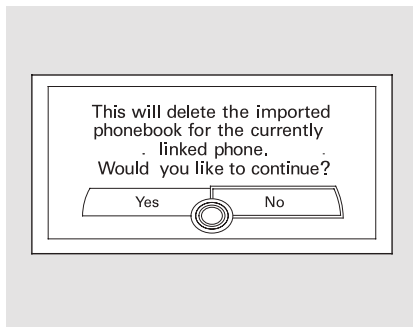 This will delete the imported
phonebook for the currently
linked phone.
Would you like to continue?
Yes No